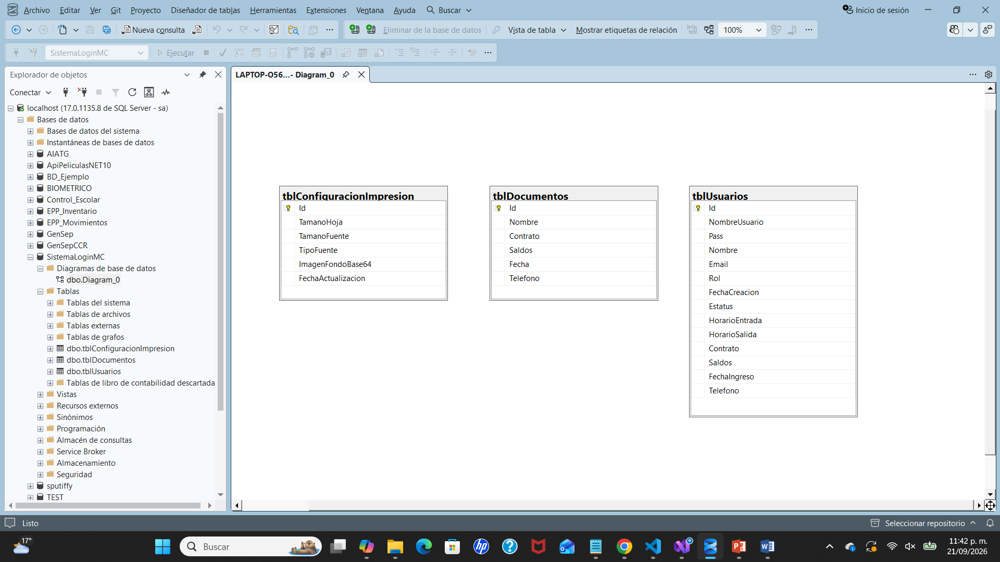 Archivo Editar Ver Git Proyecto Diseñador de tablas Herramientas Extensiones Ventana Ayuda Buscar Inicio de sesión
Nueva consulta Eliminar de la base de datos Vista de tabla Mostrar etiquetas de relación 100%
SistemaLoginMC Ejecutar
Explorador de objetos
Conectar
localhost (17.0.1135.8 de SQL Server - sa)
Bases de datos
Bases de datos del sistema
Instantáneas de bases de datos
AIATG
ApiPeliculasNET10
BD_Ejemplo
BIOMETRICO
Control_Escolar
EPP_Inventario
EPP_Movimientos
GenSep
GenSepCCR
SistemaLoginMC
Diagramas de base de datos
dbo.Diagram_0
Tablas
Tablas del sistema
Tablas de archivos
Tablas externas
Tablas de grafos
dbo.tblConfiguracionImpresion
dbo.tblDocumentos
dbo.tblUsuarios
Tablas de libro de contabilidad descartada
Vistas
Recursos externos
Sinónimos
Programación
Almacén de consultas
Service Broker
Almacenamiento
Seguridad
sputiffy
TEST
LAPTOP-O56...- Diagram_0
tblConfiguracionImpresion
Id
TamanoHoja
TamanoFuente
TipoFuente
ImagenFondoBase64
FechaActualizacion
tblDocumentos
Id
Nombre
Contrato
Saldos
Fecha
Telefono
tblUsuarios
Id
NombreUsuario
Pass
Nombre
Email
Rol
FechaCreacion
Estatus
HorarioEntrada
HorarioSalida
Contrato
Saldos
FechaIngreso
Telefono
Listo
Seleccionar repositorio
17°
Buscar
hp
11:42 p. m.
21/09/2026